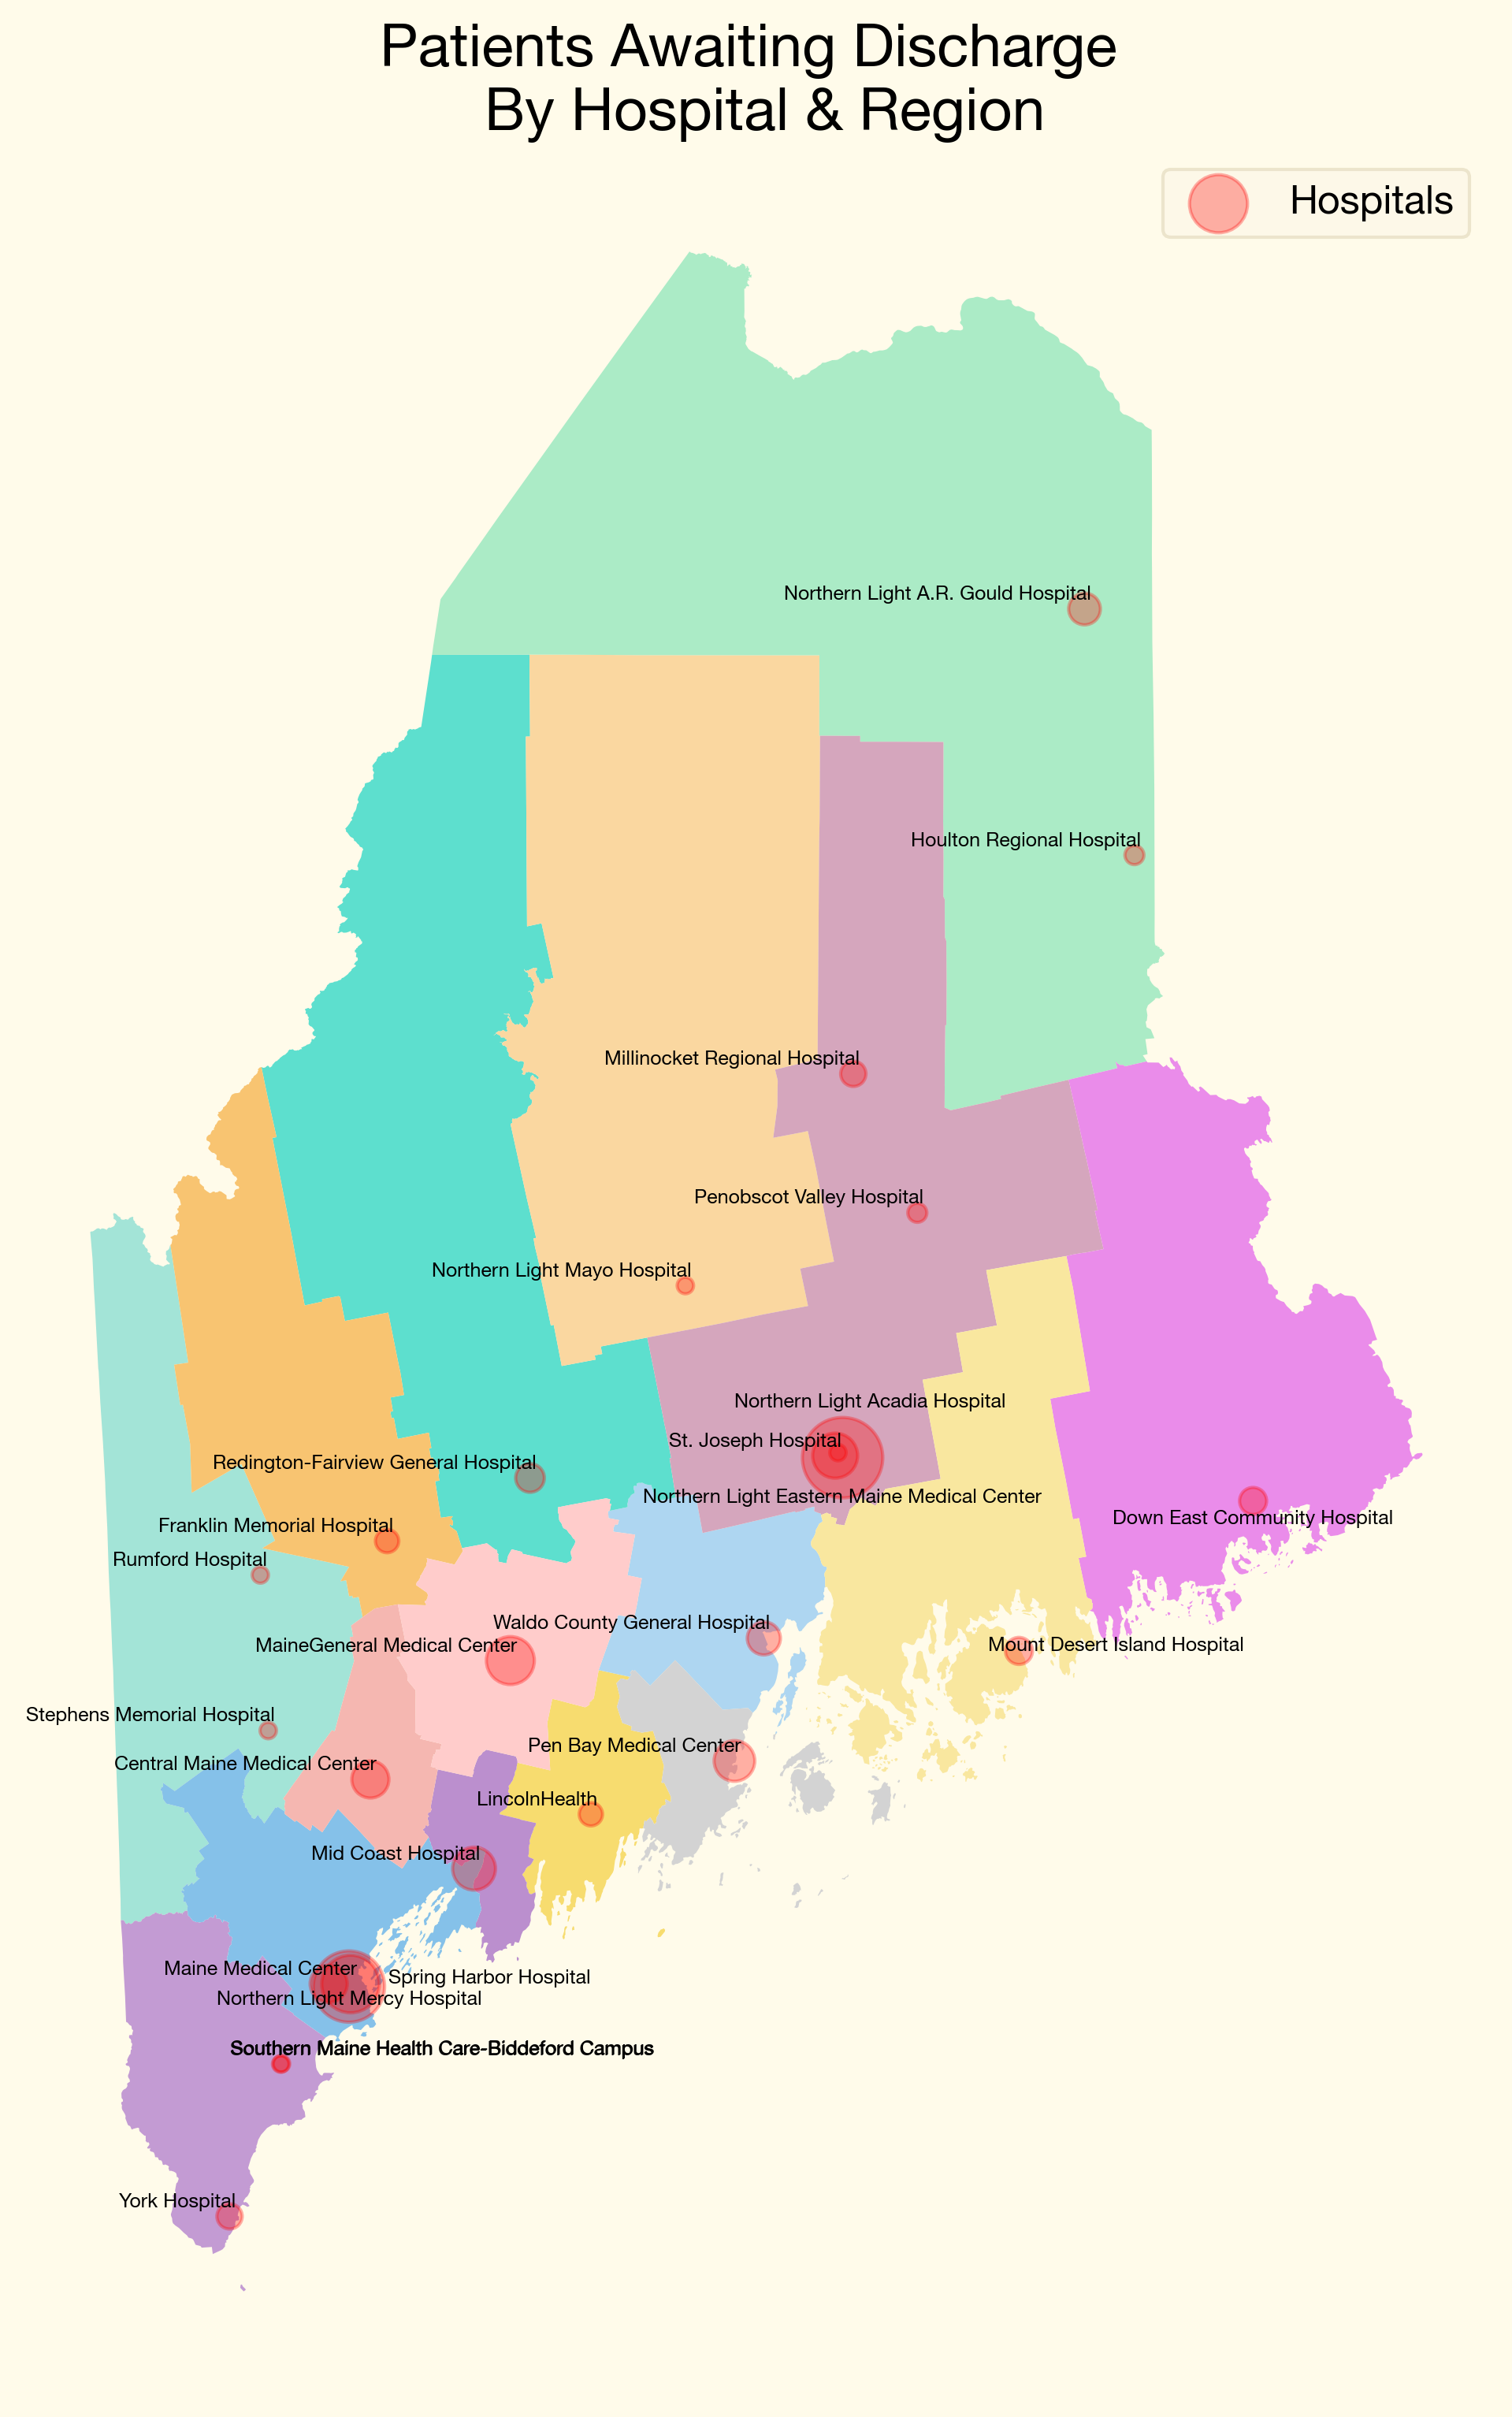 Patients Awaiting Discharge
By Hospital & Region
Hospitals
Northern Light A.R. Gould Hospital
Houlton Regional Hospital
Millinocket Regional Hospital
Penobscot Valley Hospital
Northern Light Mayo Hospital
Northern Light Acadia Hospital
St. Joseph Hospital
Redington-Fairview General Hospital
Northern Light Eastern Maine Medical Center
Down East Community Hospital
Franklin Memorial Hospital
Rumford Hospital
Waldo County General Hospital
MaineGeneral Medical Center
Mount Desert Island Hospital
Stephens Memorial Hospital
Pen Bay Medical Center
Central Maine Medical Center
LincolnHealth
Mid Coast Hospital
Maine Medical Center
Spring Harbor Hospital
Northern Light Mercy Hospital
Southern Maine Health Care-Biddeford Campus
York Hospital